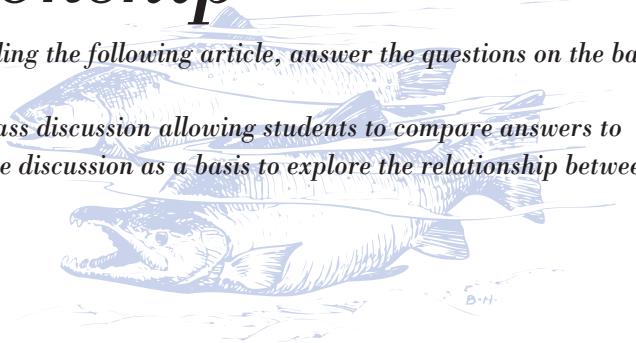 ling the following article, answer the questions on the ba
ass discussion allowing students to compare answers to
e discussion as a basis to explore the relationship betwee
B.H.